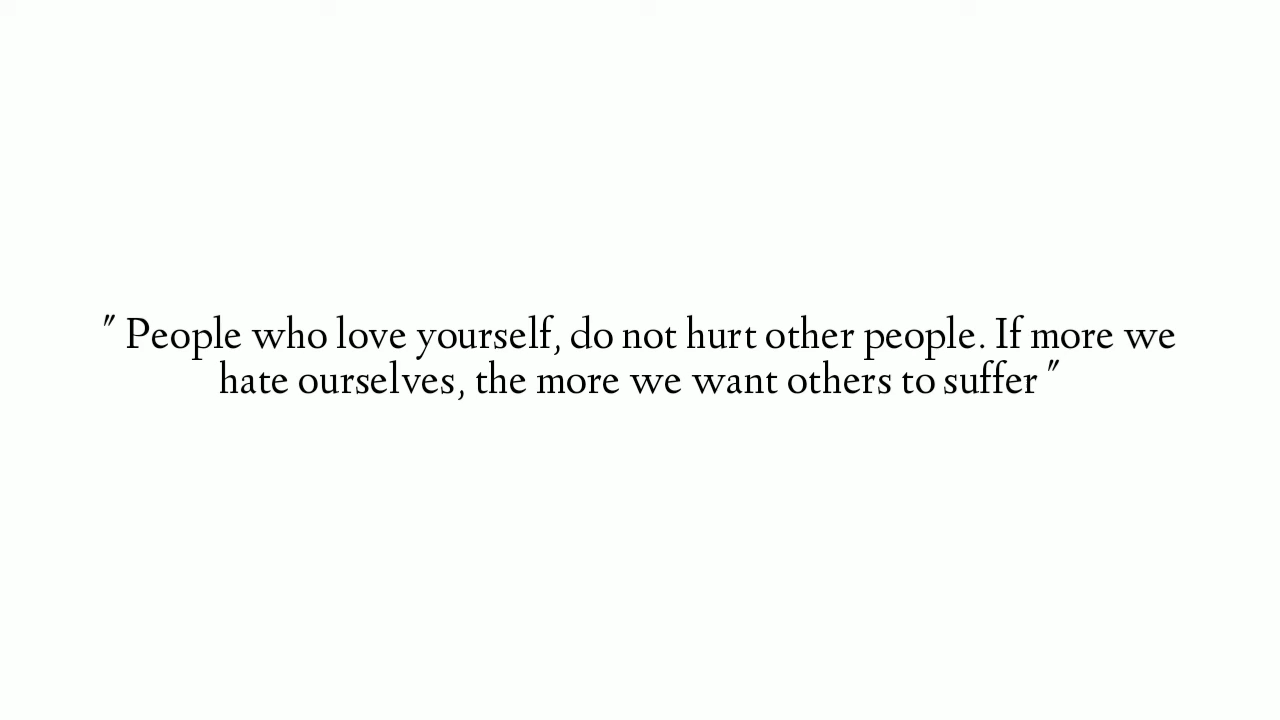 " People who love yourself, do not hurt other people. If more we
hate ourselves, the more we want others to suffer "